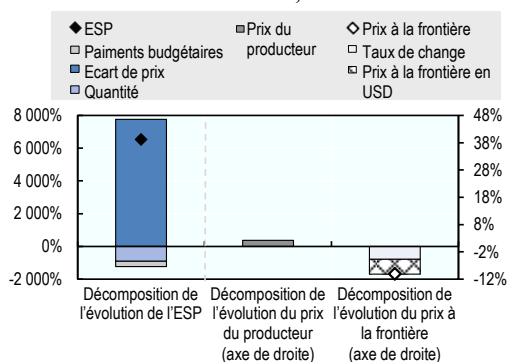 ESP
Paiments budgétaires
Ecart de prix
Quantité
Prix du
producteur
Prix à la frontière
Taux de change
Prix à la frontière en
USD
8 000%
6 000%
4 000%
2 000%
0%
-2 000%
48%
38%
28%
18%
8%
-2%
-12%
Décomposition de
l'évolution de l'ESP
Décomposition de
l'évolution du prix
du producteur
(axe de droite)
Décomposition de
l'évolution du prix à
la frontière
(axe de droite)